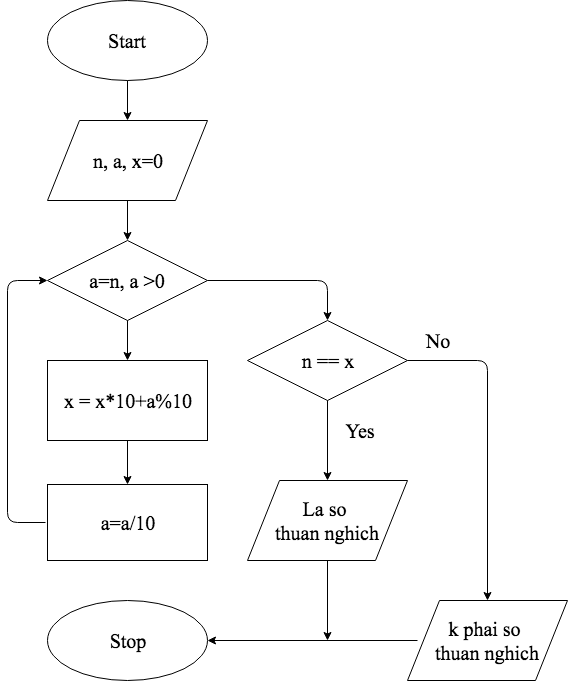 Start
n, a, x=0
a=n, a >0
x = x*10+a%10
a=a/10
n == x
No
Yes
La so
thuan nghich
k phai so
thuan nghich
Stop